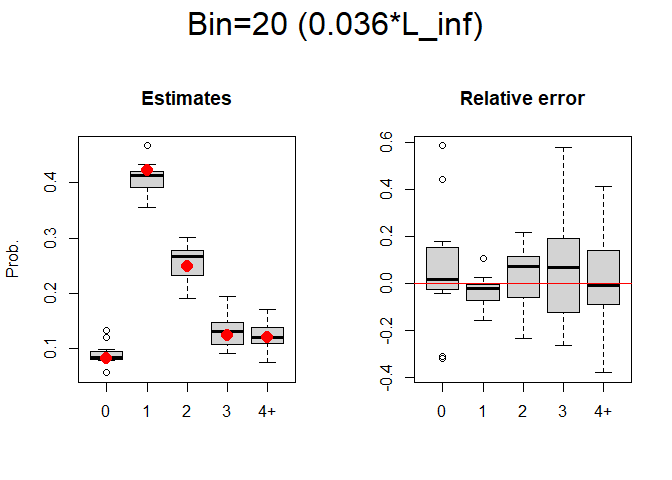 Bin=20 (0.036*L_inf)
Estimates
Relative error
Prob.
0.4
0.3
0.2
0.1
0 1 2 3 4+
0.6
0.4
0.2
0.0
-0.2
-0.4
0 1 2 3 4+